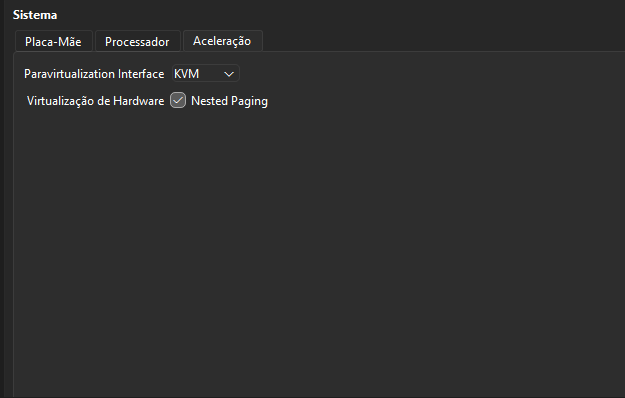 Sistema
Placa-Mãe Processador Aceleração
Paravirtualization Interface KVM
Virtualização de Hardware Nested Paging